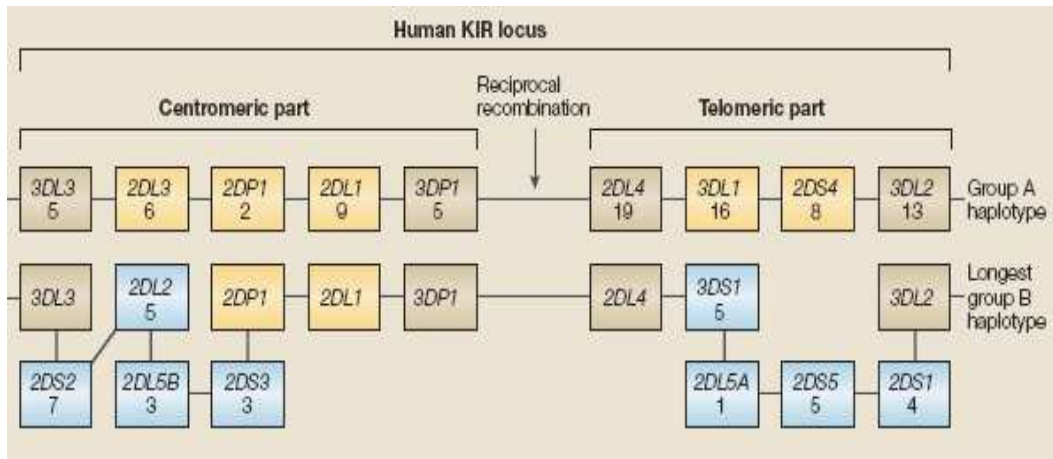 Human KIR locus
Reciprocal
recombination
Centromeric part
Telomeric part
3DL3 2DL3 2DP1 2DL1 3DP1 2DL4 3DL1 2DS4 3DL2
5 6 2 9 5 19 16 8 13
Group A
haplotype
3DL3 2DL2 2DP1 2DL1 3DP1 2DL4 3DS1 3DL2
5 5
Longest
group B
haplotype
2DS2 2DL5B 2DS3 2DL5A 2DS5 2DS1
7 3 3 1 5 4